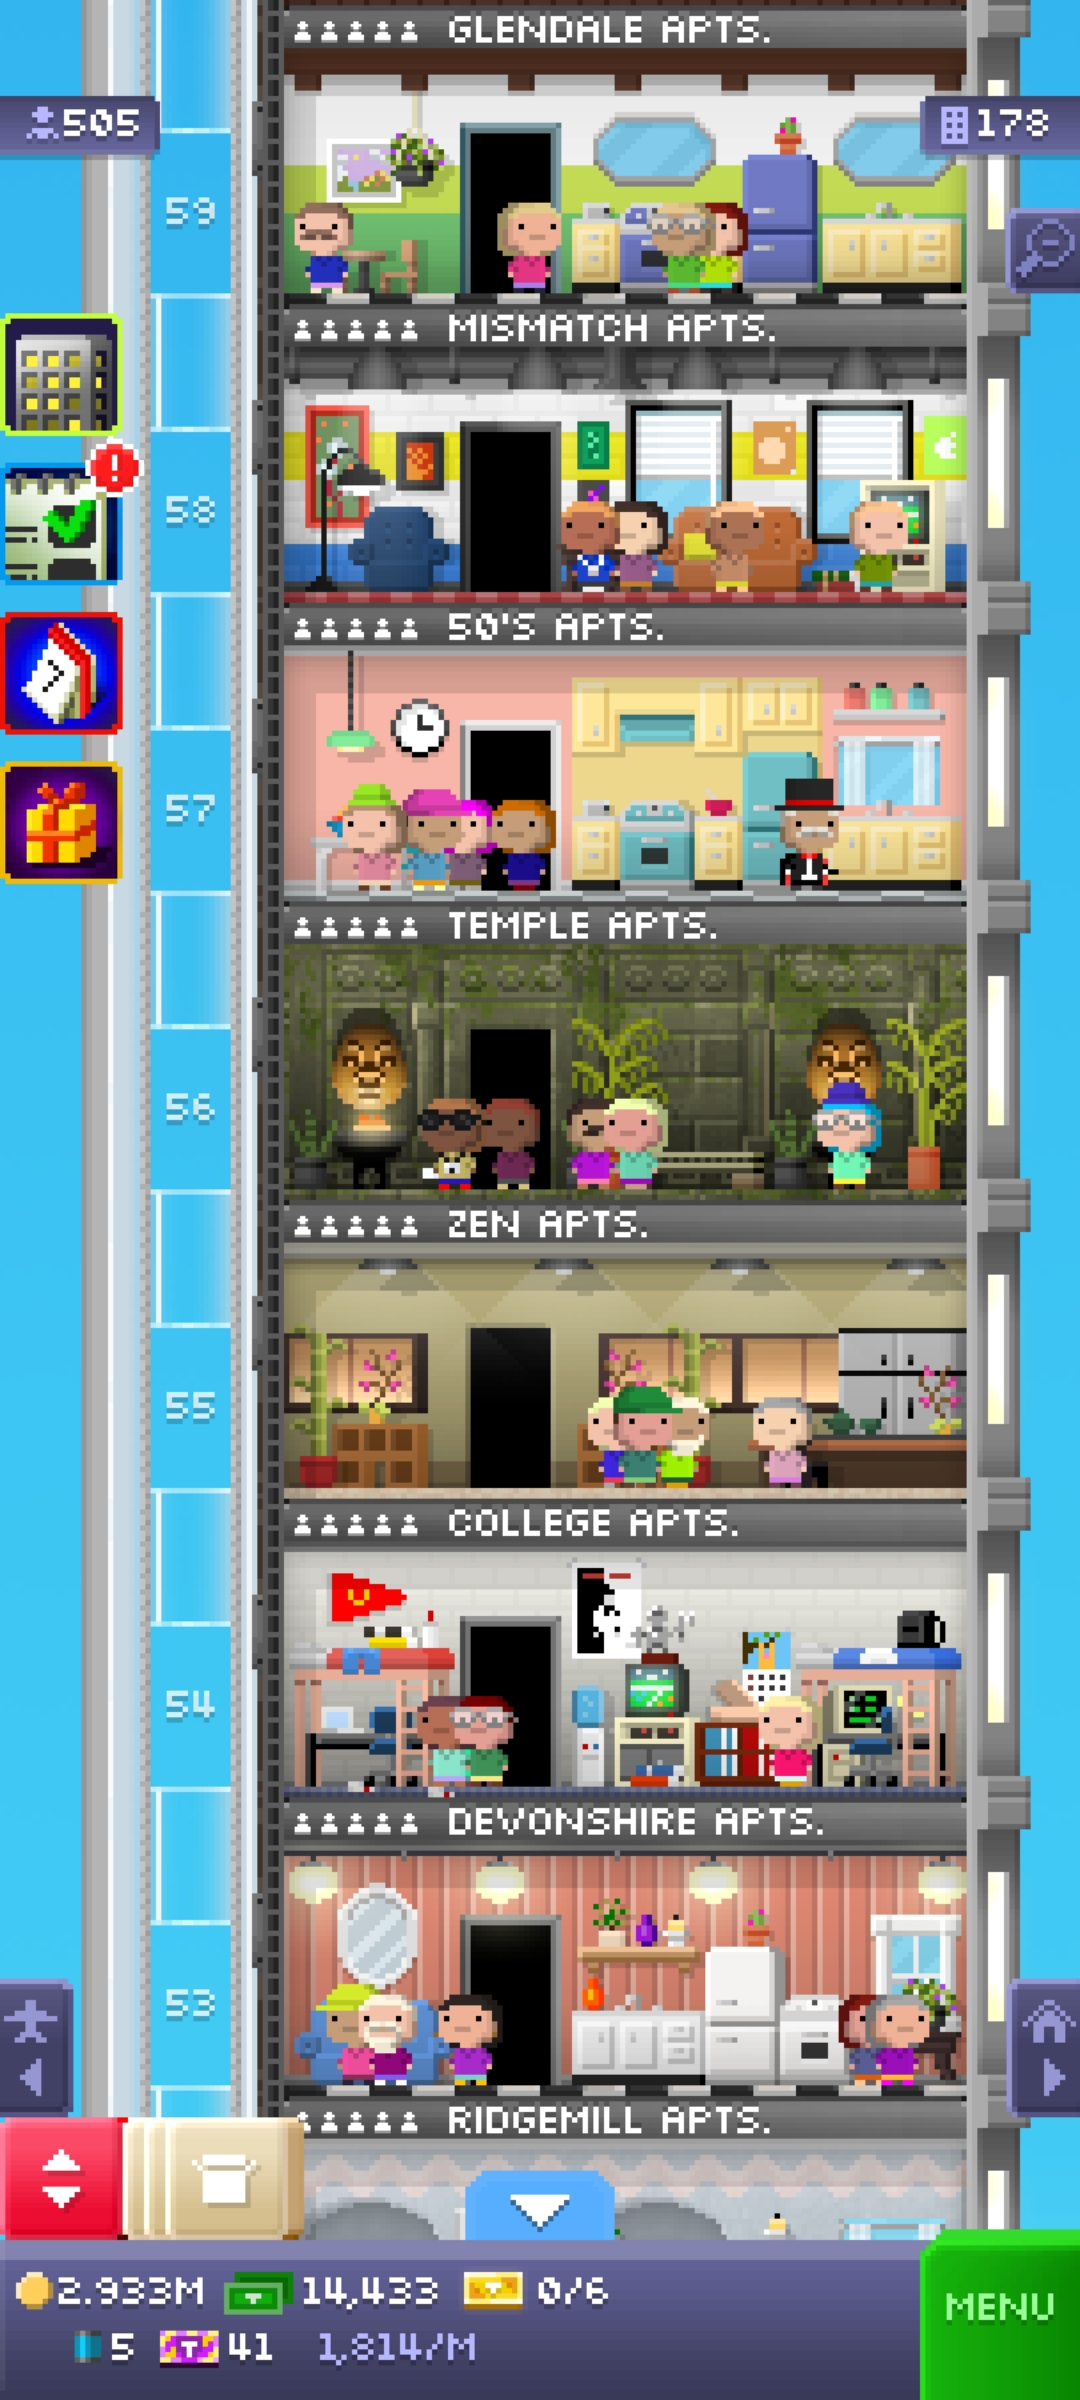 GLENDALE APTS.
505
178
59
MISMATCH APTS.
58
50'S APTS.
57
TEMPLE APTS.
56
ZEN APTS.
55
COLLEGE APTS.
54
DEVONSHIRE APTS.
53
RIDGEMILL APTS.
2.933M 14,433 0/6
5 41 1,814/M
MENU